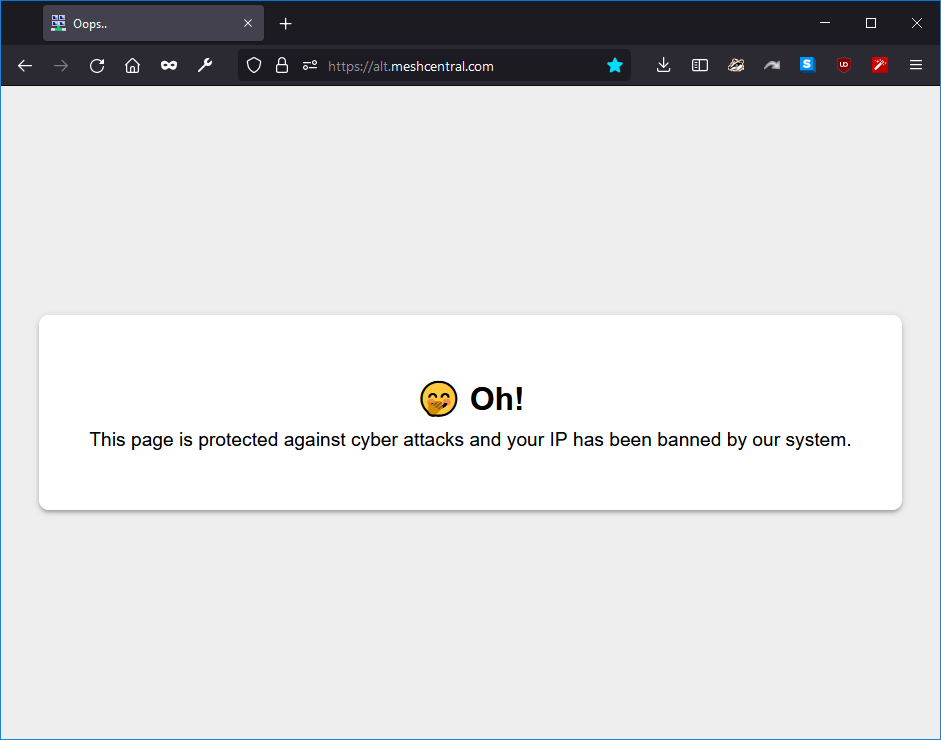 Oops..
https://alt.meshcentral.com
S
UD
Oh!
This page is protected against cyber attacks and your IP has been banned by our system.